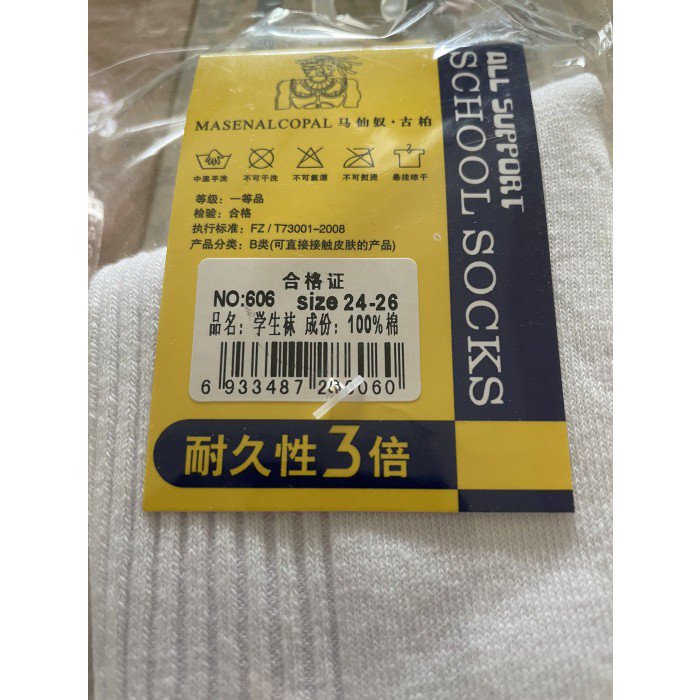 MASENALCOPAL 马仙奴·古柏
中温手洗 不可干洗 不可氯漂 不可熨烫 悬挂晾干
等级：一等品
检验：合格
执行标准：FZ/T73001-2008
产品分类：B类(可直接接触皮肤的产品)
合格证
NO:606 size 24-26
品名：学生袜 成份：100%棉
6 933487
耐久性3倍
ALL SUPPORT
SCHOOL SOCKS